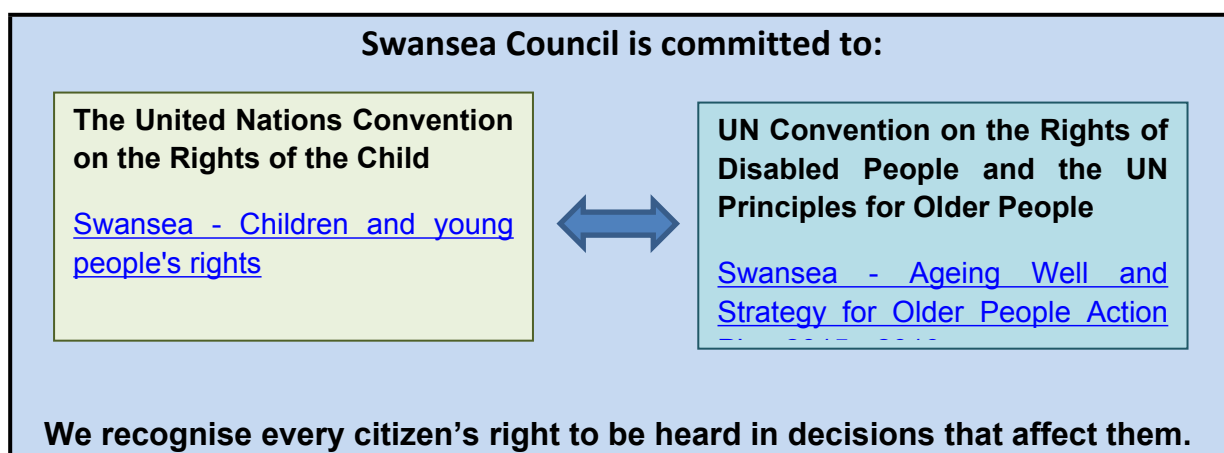 Swansea Council is committed to:
The United Nations Convention
on the Rights of the Child
Swansea - Children and young
people's rights
UN Convention on the Rights of
Disabled People and the UN
Principles for Older People
Swansea - Ageing Well and
Strategy for Older People Action
We recognise every citizen’s right to be heard in decisions that affect them.